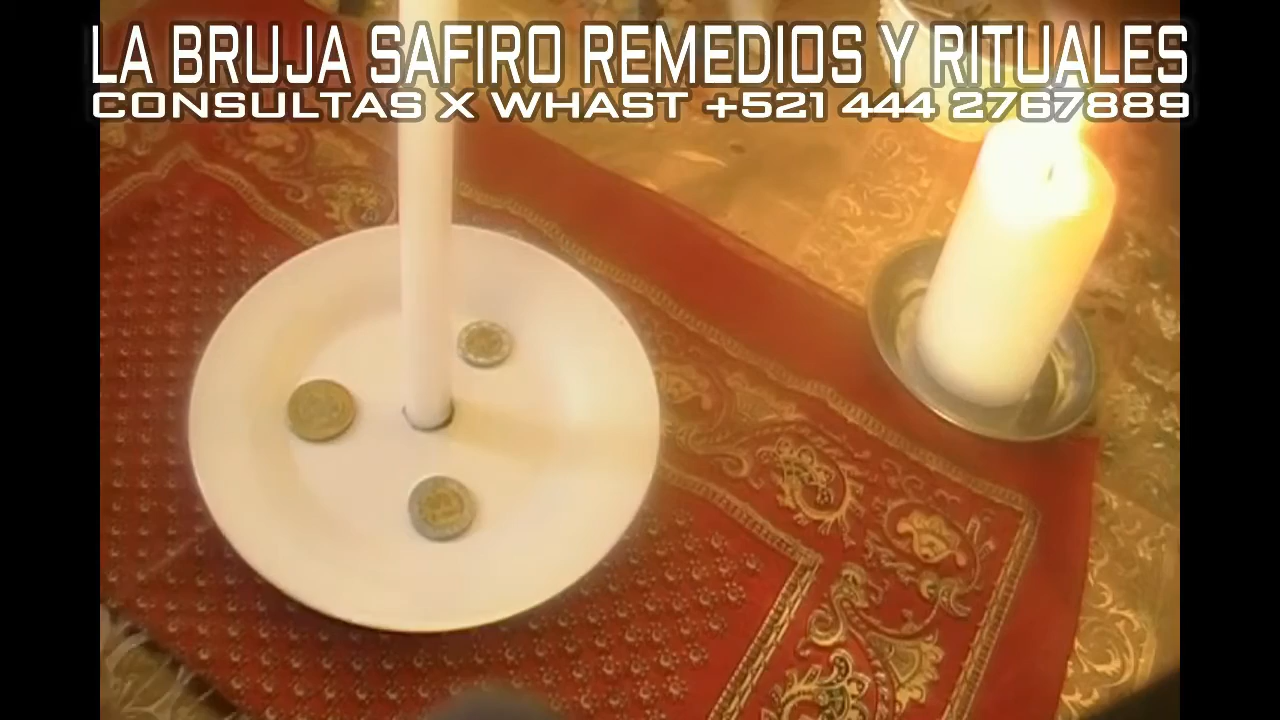 LA BRUJA SAFIRO REMEDIOS Y RITUALES
CONSULTAS X WHAST +521 444 2767889